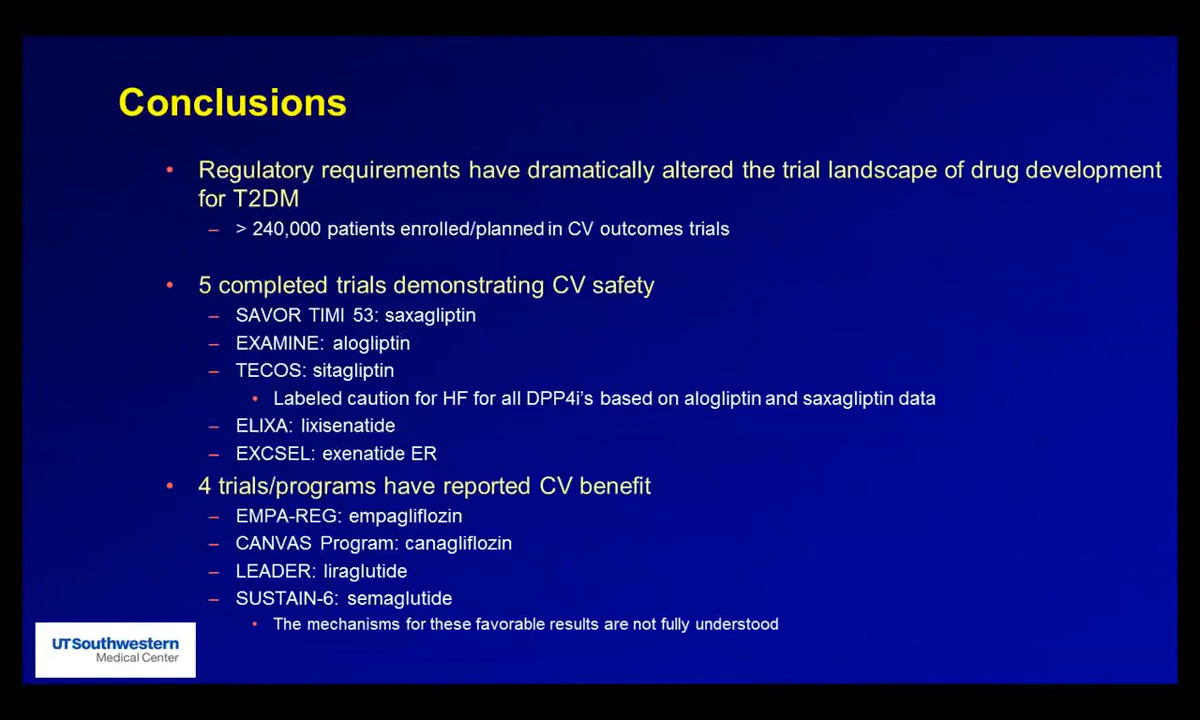 Conclusions
• Regulatory requirements have dramatically altered the trial landscape of drug development
for T2DM
– > 240,000 patients enrolled/planned in CV outcomes trials
• 5 completed trials demonstrating CV safety
– SAVOR TIMI 53: saxagliptin
– EXAMINE: alogliptin
– TECOS: sitagliptin
• Labeled caution for HF for all DPP4i's based on alogliptin and saxagliptin data
– ELIXA: lixisenatide
– EXCSEL: exenatide ER
• 4 trials/programs have reported CV benefit
– EMPA-REG: empagliflozin
– CANVAS Program: canagliflozin
– LEADER: liraglutide
– SUSTAIN-6: semaglutide
• The mechanisms for these favorable results are not fully understood
UTSouthwestern
Medical Center